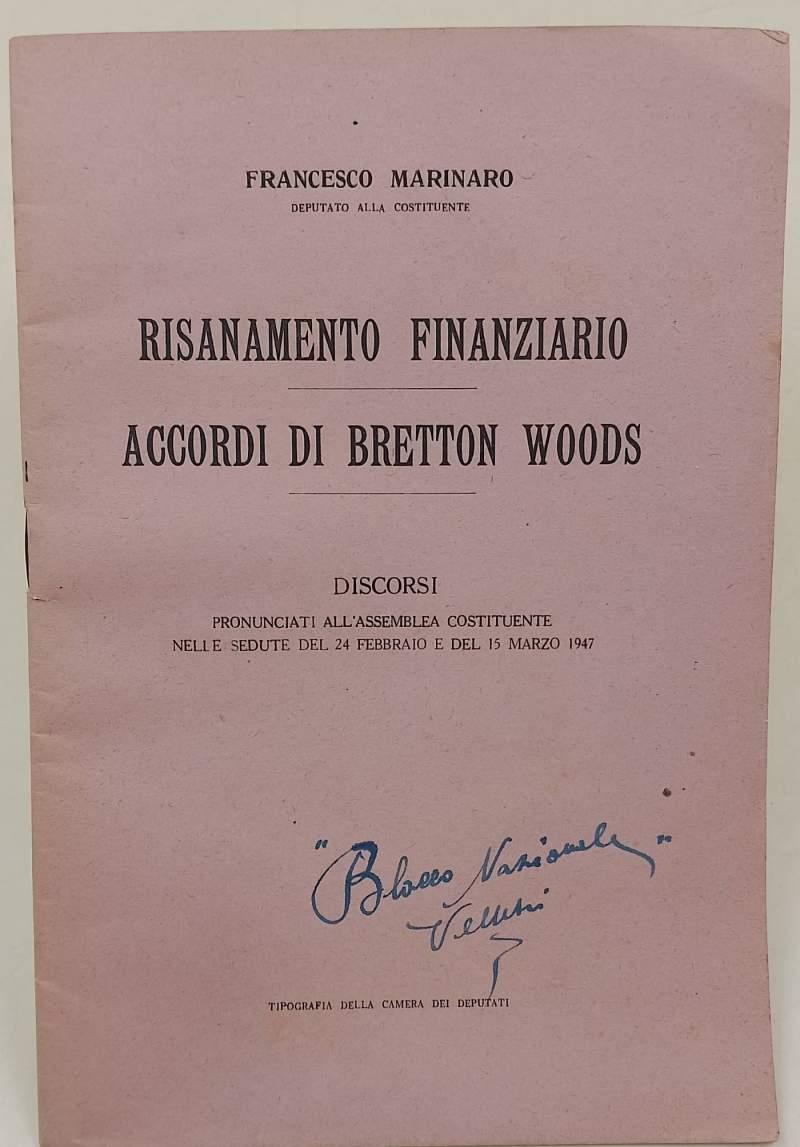 FRANCESCO MARINARO
DEPUTATO ALLA COSTITUENTE
RISANAMENTO FINANZIARIO
ACCORDI DI BRETTON WOODS
DISCORSI
PRONUNCIATI ALL'ASSEMBLEA COSTITUENTE
NELLE SEDUTE DEL 24 FEBBRAIO E DEL 15 MARZO 1947
"Blocco Nazionale"
Velletri
TIPOGRAFIA DELLA CAMERA DEI DEPUTATI